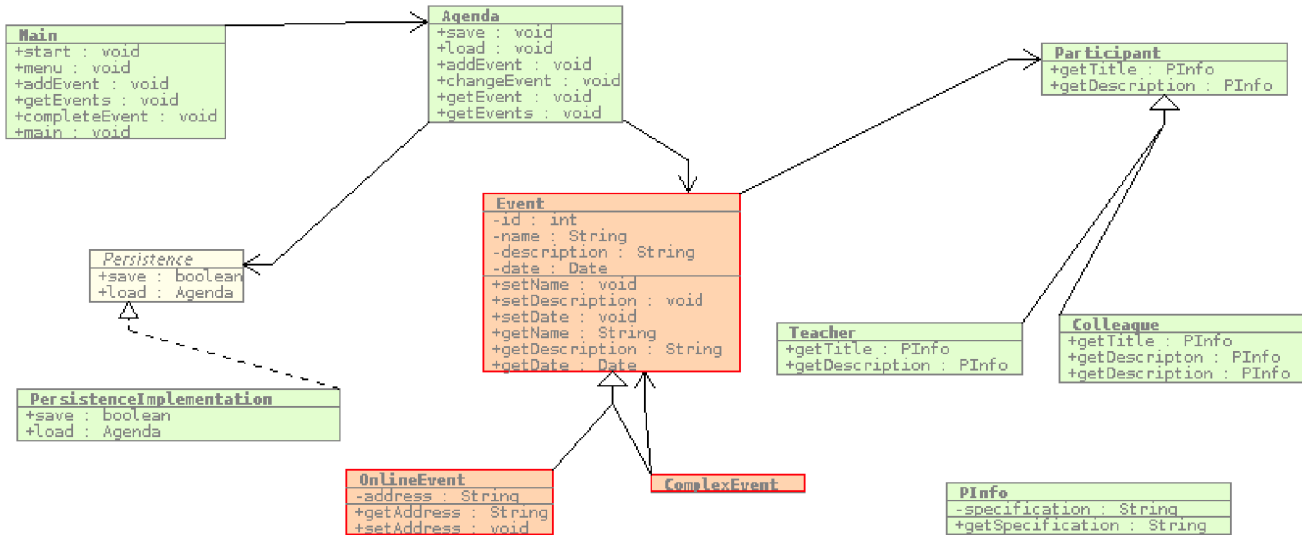 Main
+start : void
+menu : void
+addEvent : void
+getEvents : void
+completeEvent : void
+main : void
Agenda
+save : void
+load : void
+addEvent : void
+changeEvent : void
+getEvent : void
+getEvents : void
Participant
+getTitle : PInfo
+getDescription : PInfo
Persistence
+save : boolean
+load : Agenda
Event
-id : int
-name : String
-description : String
-date : Date
+setName : void
+setDescription : void
+setDate : void
+getName : String
+getDescription : String
+getDate : Date
Teacher
+getTitle : PInfo
+getDescription : PInfo
Colleague
+getTitle : PInfo
+getDescripton : PInfo
+getDescription : PInfo
PersistenceImplementation
+save : boolean
+load : Agenda
OnlineEvent
-address : String
+getAddress : String
+setAddress : void
ComplexEvent
PInfo
-specification : String
+getSpecification : String